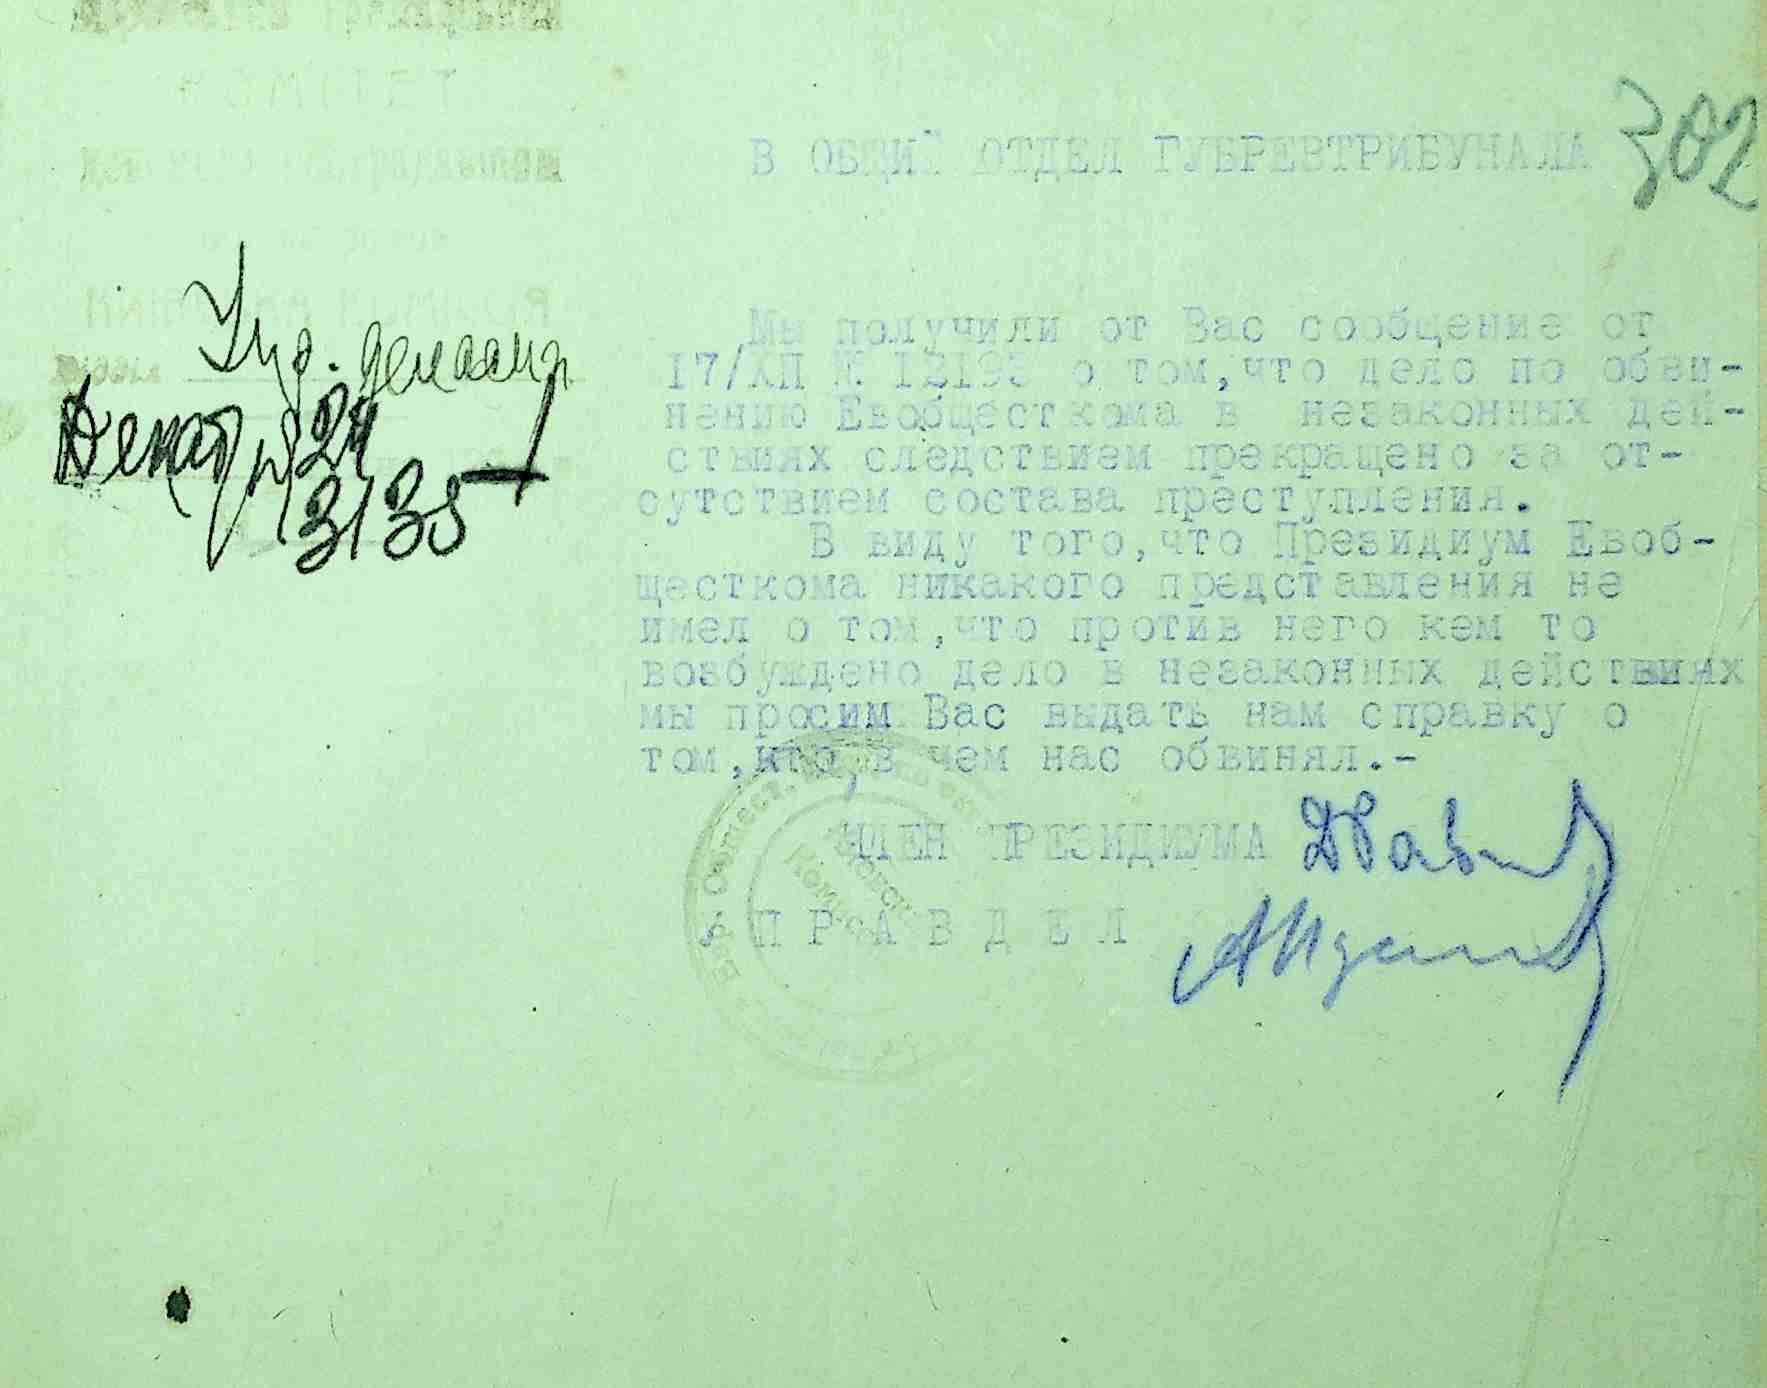 302
В ОБЩИЙ ОТДЕЛ ГУБРЕВТРИБУНАЛА
Мы получили от Вас сообщение от
17/ХП № 12195 о том,что дело по обви-
нению Евобщесткома в незаконных дей-
ствиях следствием прекращено за от-
сутствием состава преступления.
В виду того,что Президиум Евоб-
щесткома никакого представления не
имел о том,что против него кем то
возбуждено дело в незаконных действиях
мы просим Вас выдать нам справку о
том,кто,в чем нас обвинял.-
ЧЛЕН ПРЕЗИДИУМА
УПРАВДЕЛ
24
3135